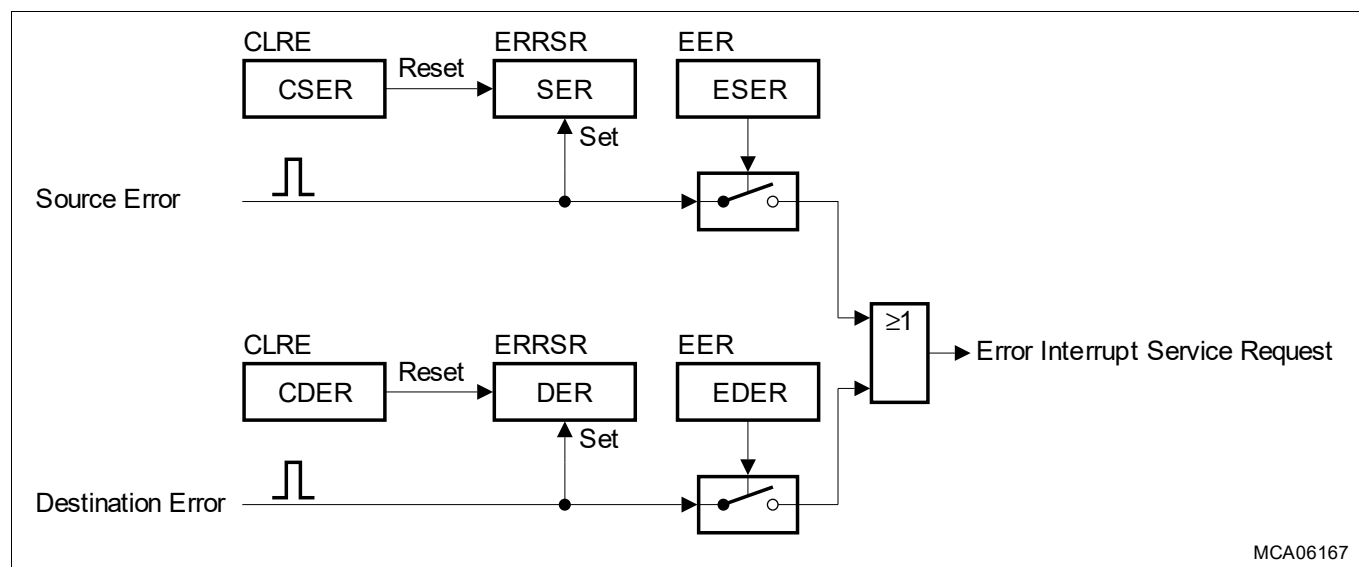 CLRE
ERRSR
EER
CSER
Reset
SER
ESER
Set
Source Error
≥1
Error Interrupt Service Request
CLRE
ERRSR
EER
CDER
Reset
DER
EDER
Set
Destination Error
MCA06167